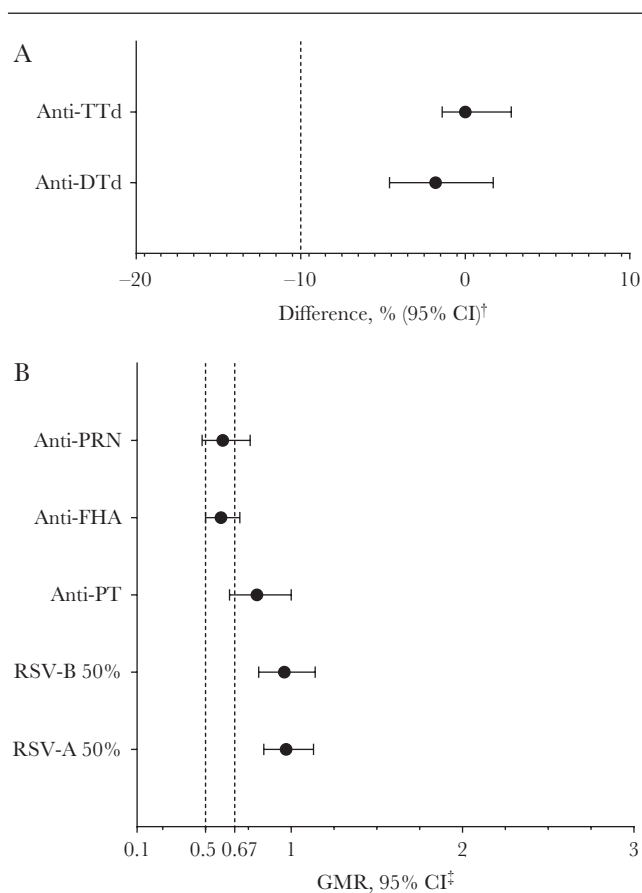 A
Anti-TTd
Anti-DTd
–20 –10 0 10
Difference, % (95% CI)†
B
Anti-PRN
Anti-FHA
Anti-PT
RSV-B 50%
RSV-A 50%
0.1 0.5 0.67 1 2 3
GMR, 95% CI‡